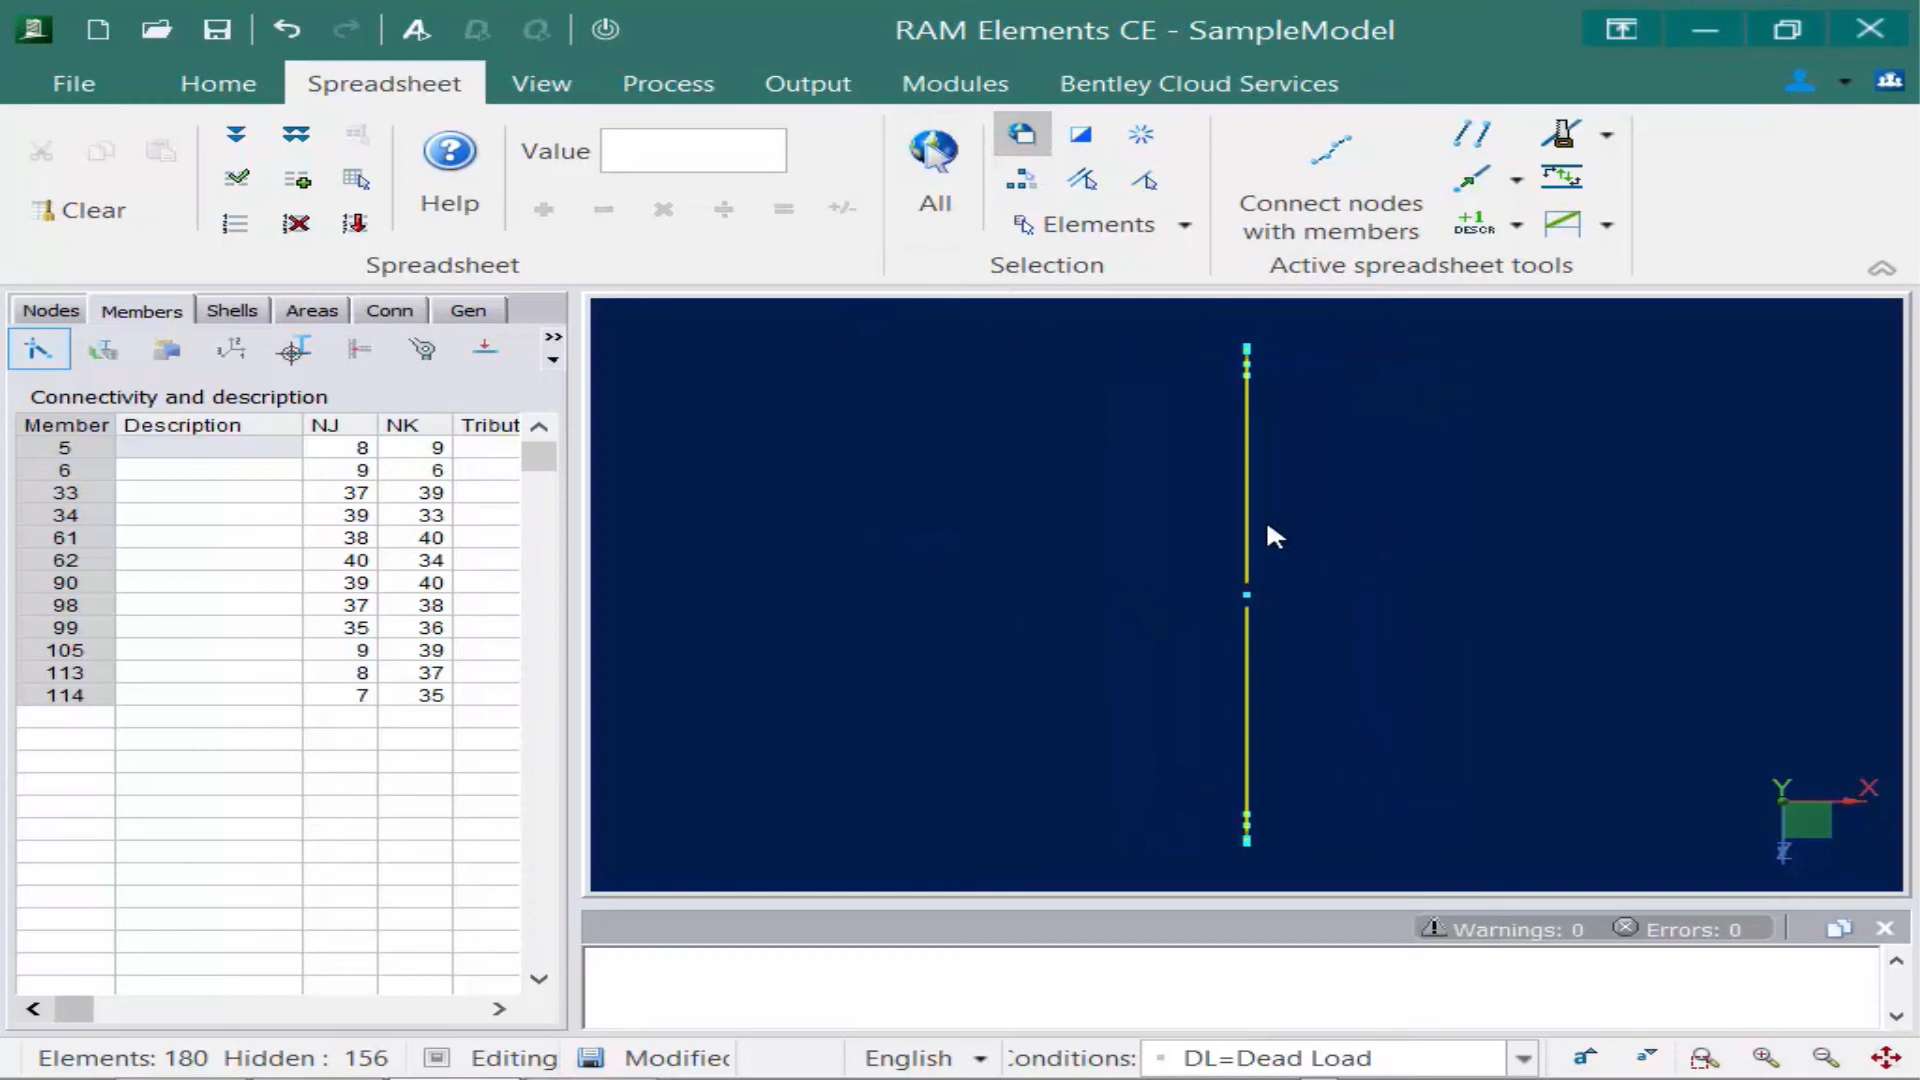 RAM Elements CE - SampleModel
File Home Spreadsheet View Process Output Modules Bentley Cloud Services
Clear
Help
Value
All
Elements
Connect nodes
with members
+1
DESCR
Spreadsheet Selection Active spreadsheet tools
Nodes Members Shells Areas Conn Gen
Connectivity and description
Member Description NJ NK Tribut
5 8 9
6 9 6
33 37 39
34 39 33
61 38 40
62 40 34
90 39 40
98 37 38
99 35 36
105 9 39
113 8 37
114 7 35
Y X
Z
Warnings: 0 Errors: 0
Elements: 180 Hidden : 156 Editing Modified English Conditions: DL=Dead Load